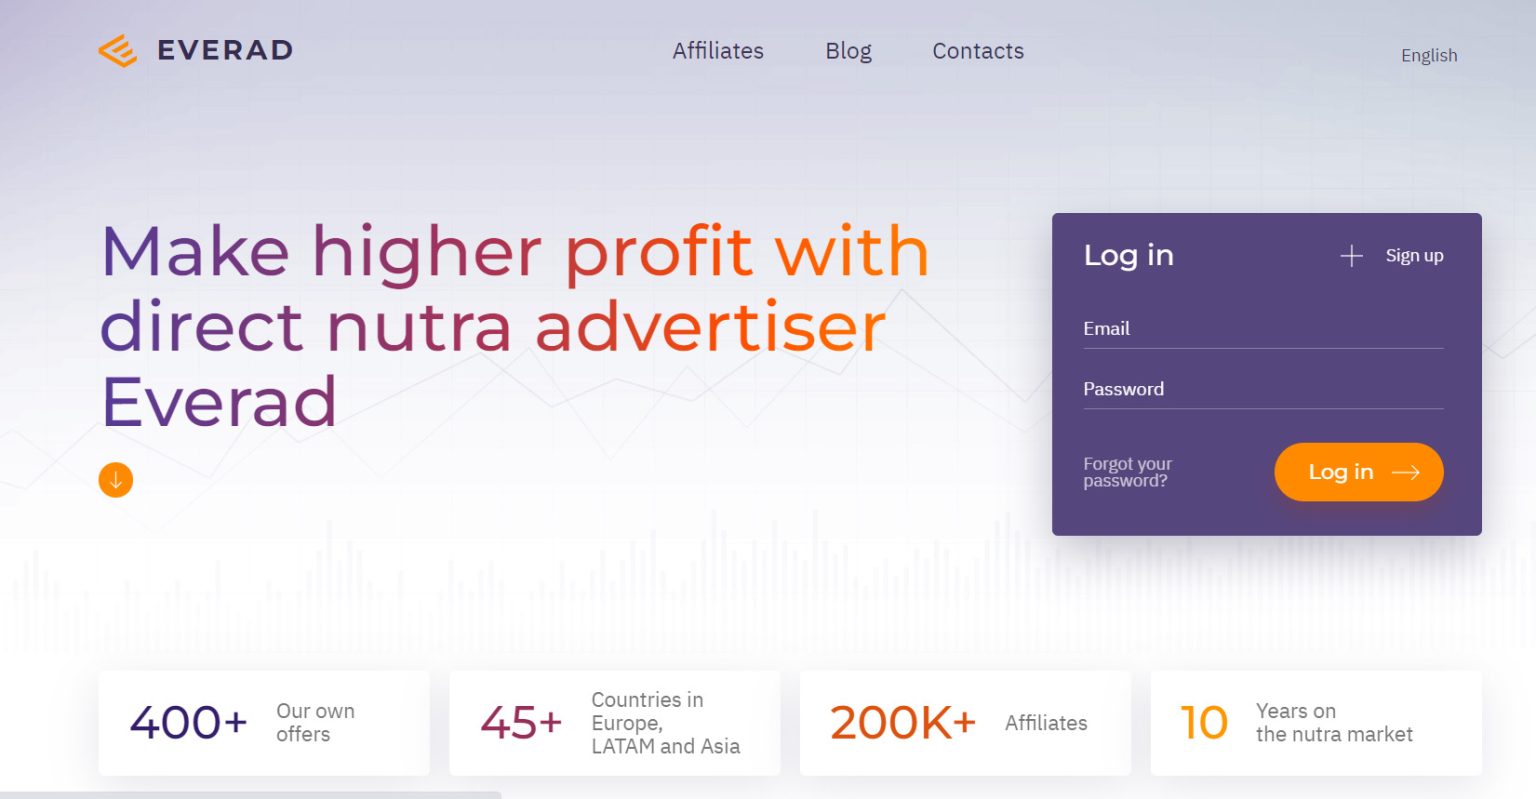 EVERAD
Affiliates
Blog
Contacts
English
Make higher profit with
direct nutra advertiser
Everad
Log in
Sign up
Email
Password
Forgot your
password?
Log in
400+
Our own
offers
45+
Countries in
Europe,
LATAM and Asia
200K+
Affiliates
10
Years on
the nutra market